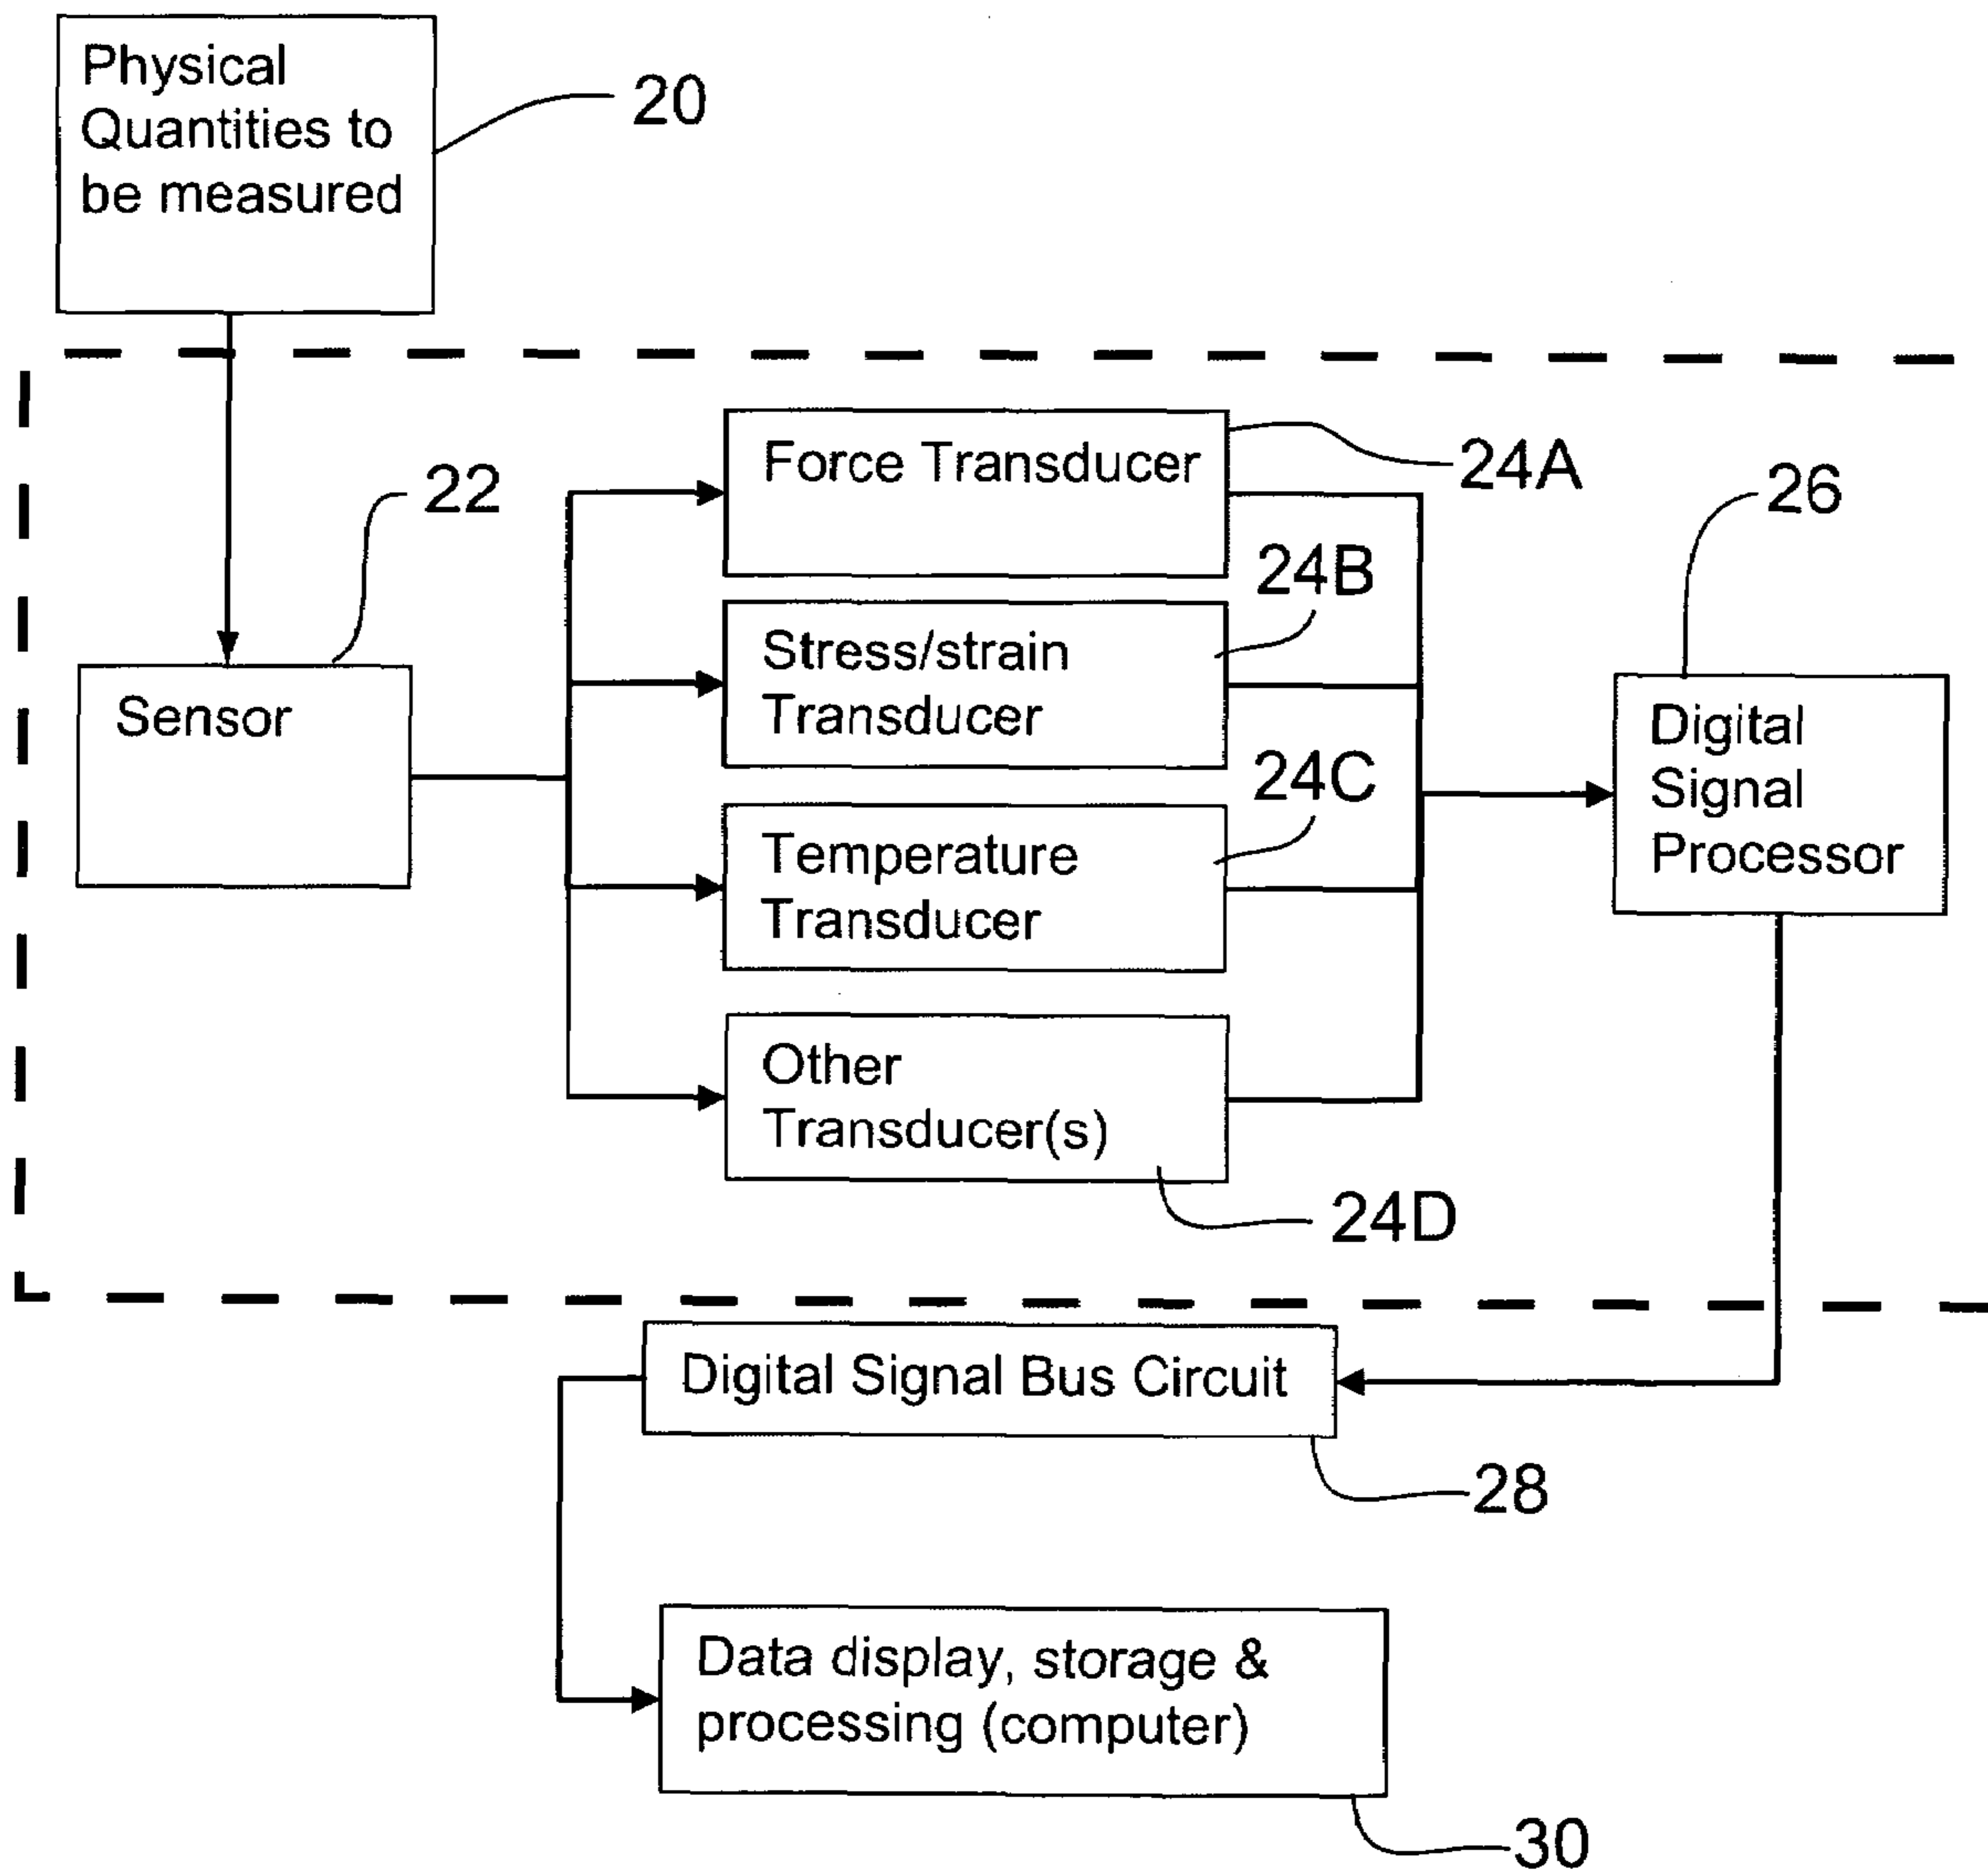 Physical
Quantities to
be measured
20
22
Sensor
Force Transducer
24A
24B
Stress/strain
Transducer
24C
Temperature
Transducer
Other
Transducer(s)
24D
26
Digital
Signal
Processor
Digital Signal Bus Circuit
28
Data display, storage &
processing (computer)
30